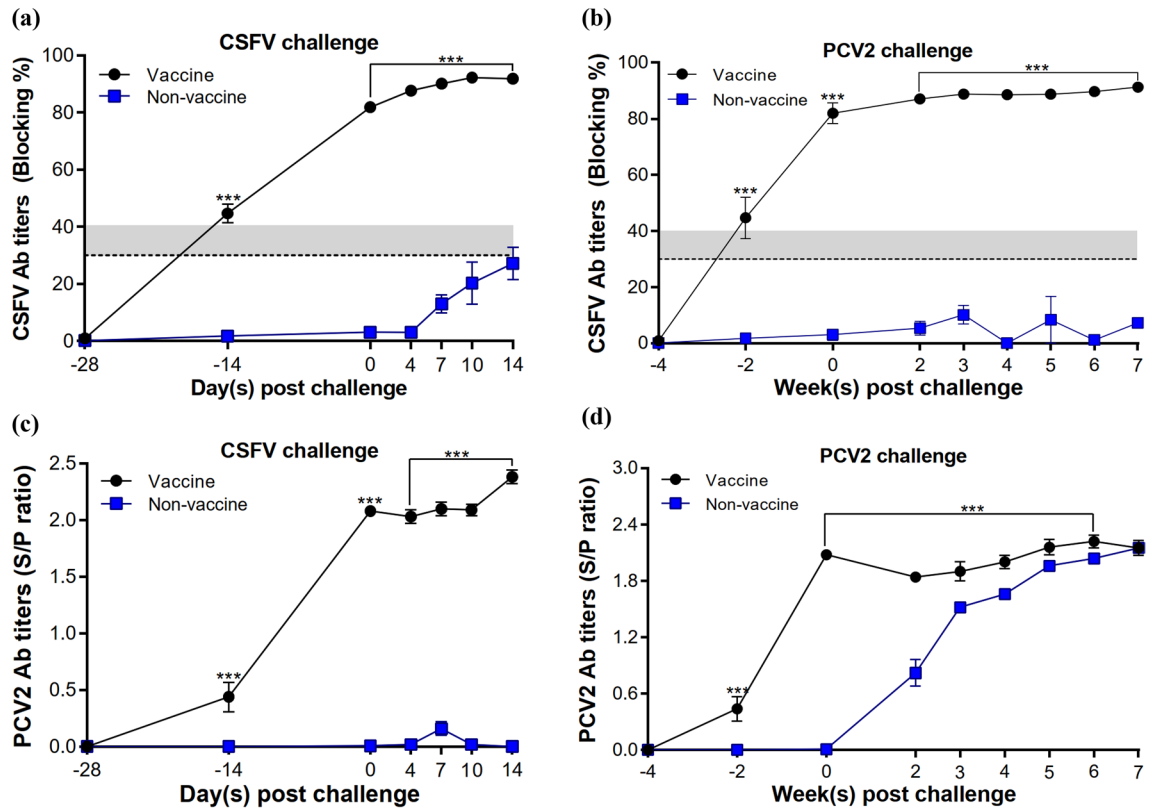 (a)
CSFV challenge
CSFV Ab titers (Blocking %)
100
80
60
40
20
0
Vaccine
Non-vaccine
***
***
-28 -14 0 4 7 10 14
Day(s) post challenge
(b)
PCV2 challenge
CSFV Ab titers (Blocking %)
100
80
60
40
20
0
Vaccine
Non-vaccine
***
***
***
-4 -2 0 2 3 4 5 6 7
Week(s) post challenge
(c)
CSFV challenge
PCV2 Ab titers (S/P ratio)
2.5
2.0
1.5
1.0
0.5
0.0
Vaccine
Non-vaccine
***
***
***
-28 -14 0 4 7 10 14
Day(s) post challenge
(d)
PCV2 challenge
PCV2 Ab titers (S/P ratio)
3.0
2.4
1.8
1.2
0.6
0.0
Vaccine
Non-vaccine
***
***
-4 -2 0 2 3 4 5 6 7
Week(s) post challenge